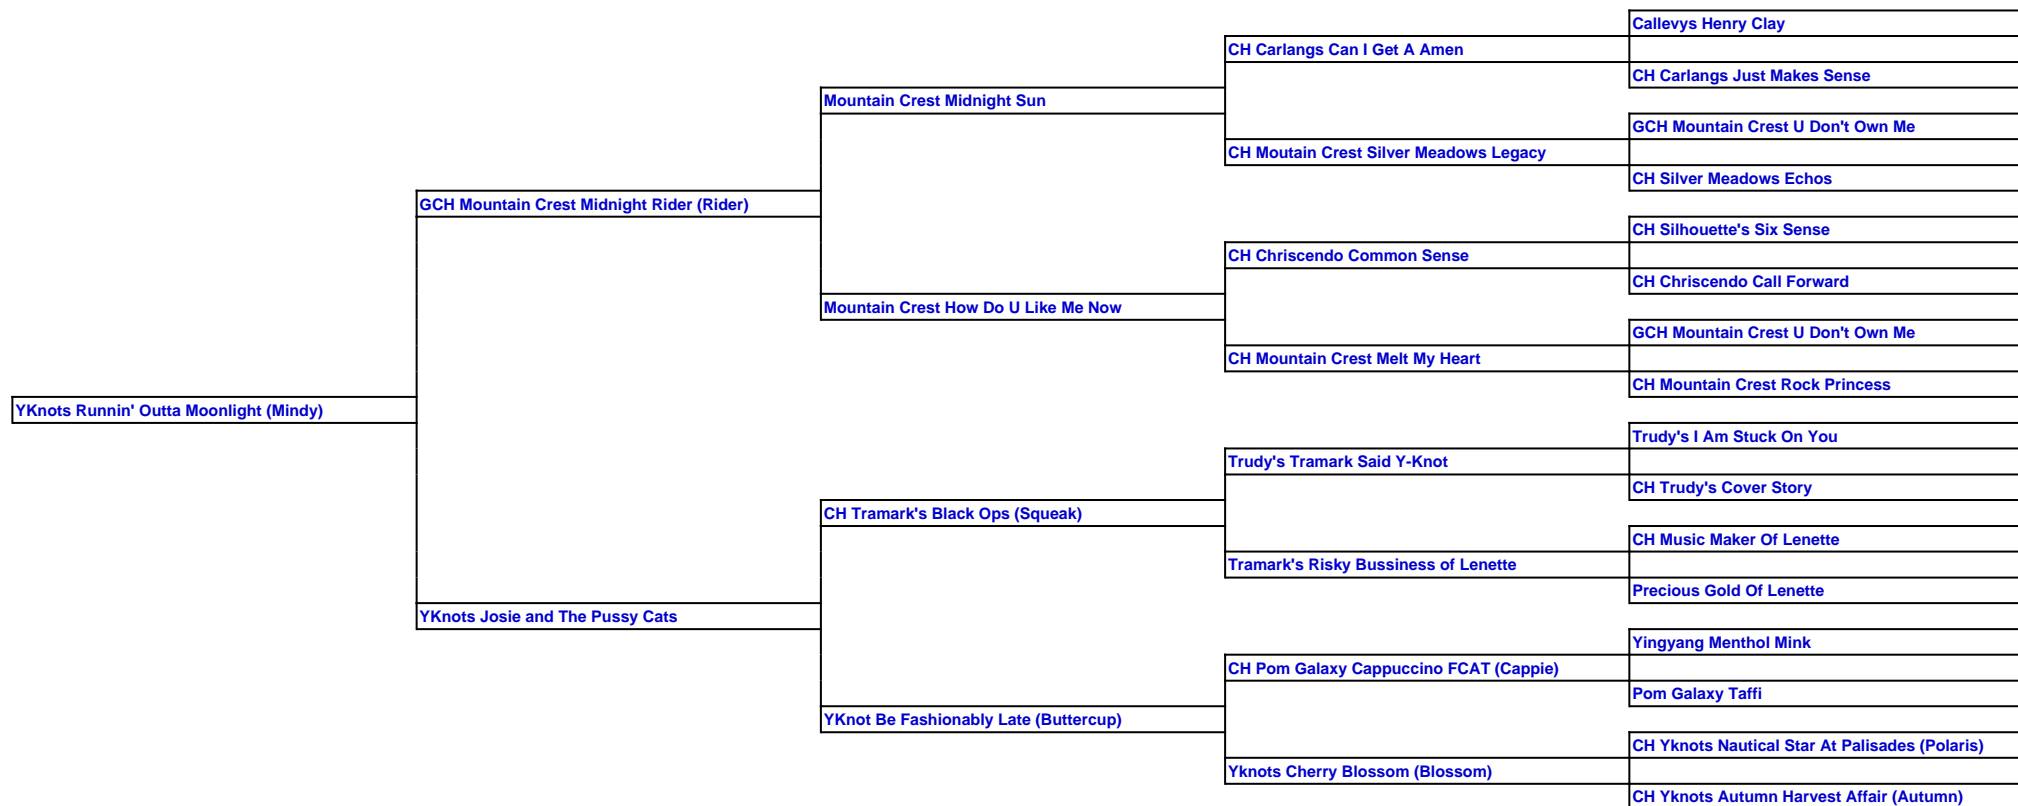 Callevys Henry Clay
CH Carlangs Can I Get A Amen
CH Carlangs Just Makes Sense
Mountain Crest Midnight Sun
GCH Mountain Crest U Don't Own Me
CH Moutain Crest Silver Meadows Legacy
CH Silver Meadows Echos
GCH Mountain Crest Midnight Rider (Rider)
CH Silhouette's Six Sense
CH Chriscendo Common Sense
CH Chriscendo Call Forward
Mountain Crest How Do U Like Me Now
GCH Mountain Crest U Don't Own Me
CH Mountain Crest Melt My Heart
CH Mountain Crest Rock Princess
YKnots Runnin' Outta Moonlight (Mindy)
Trudy's I Am Stuck On You
Trudy's Tramark Said Y-Knot
CH Trudy's Cover Story
CH Tramark's Black Ops (Squeak)
CH Music Maker Of Lenette
Tramark's Risky Bussiness of Lenette
Precious Gold Of Lenette
YKnots Josie and The Pussy Cats
Yingyang Menthol Mink
CH Pom Galaxy Cappuccino FCAT (Cappie)
Pom Galaxy Taffi
YKnot Be Fashionably Late (Buttercup)
CH Yknots Nautical Star At Palisades (Polaris)
Yknots Cherry Blossom (Blossom)
CH Yknots Autumn Harvest Affair (Autumn)